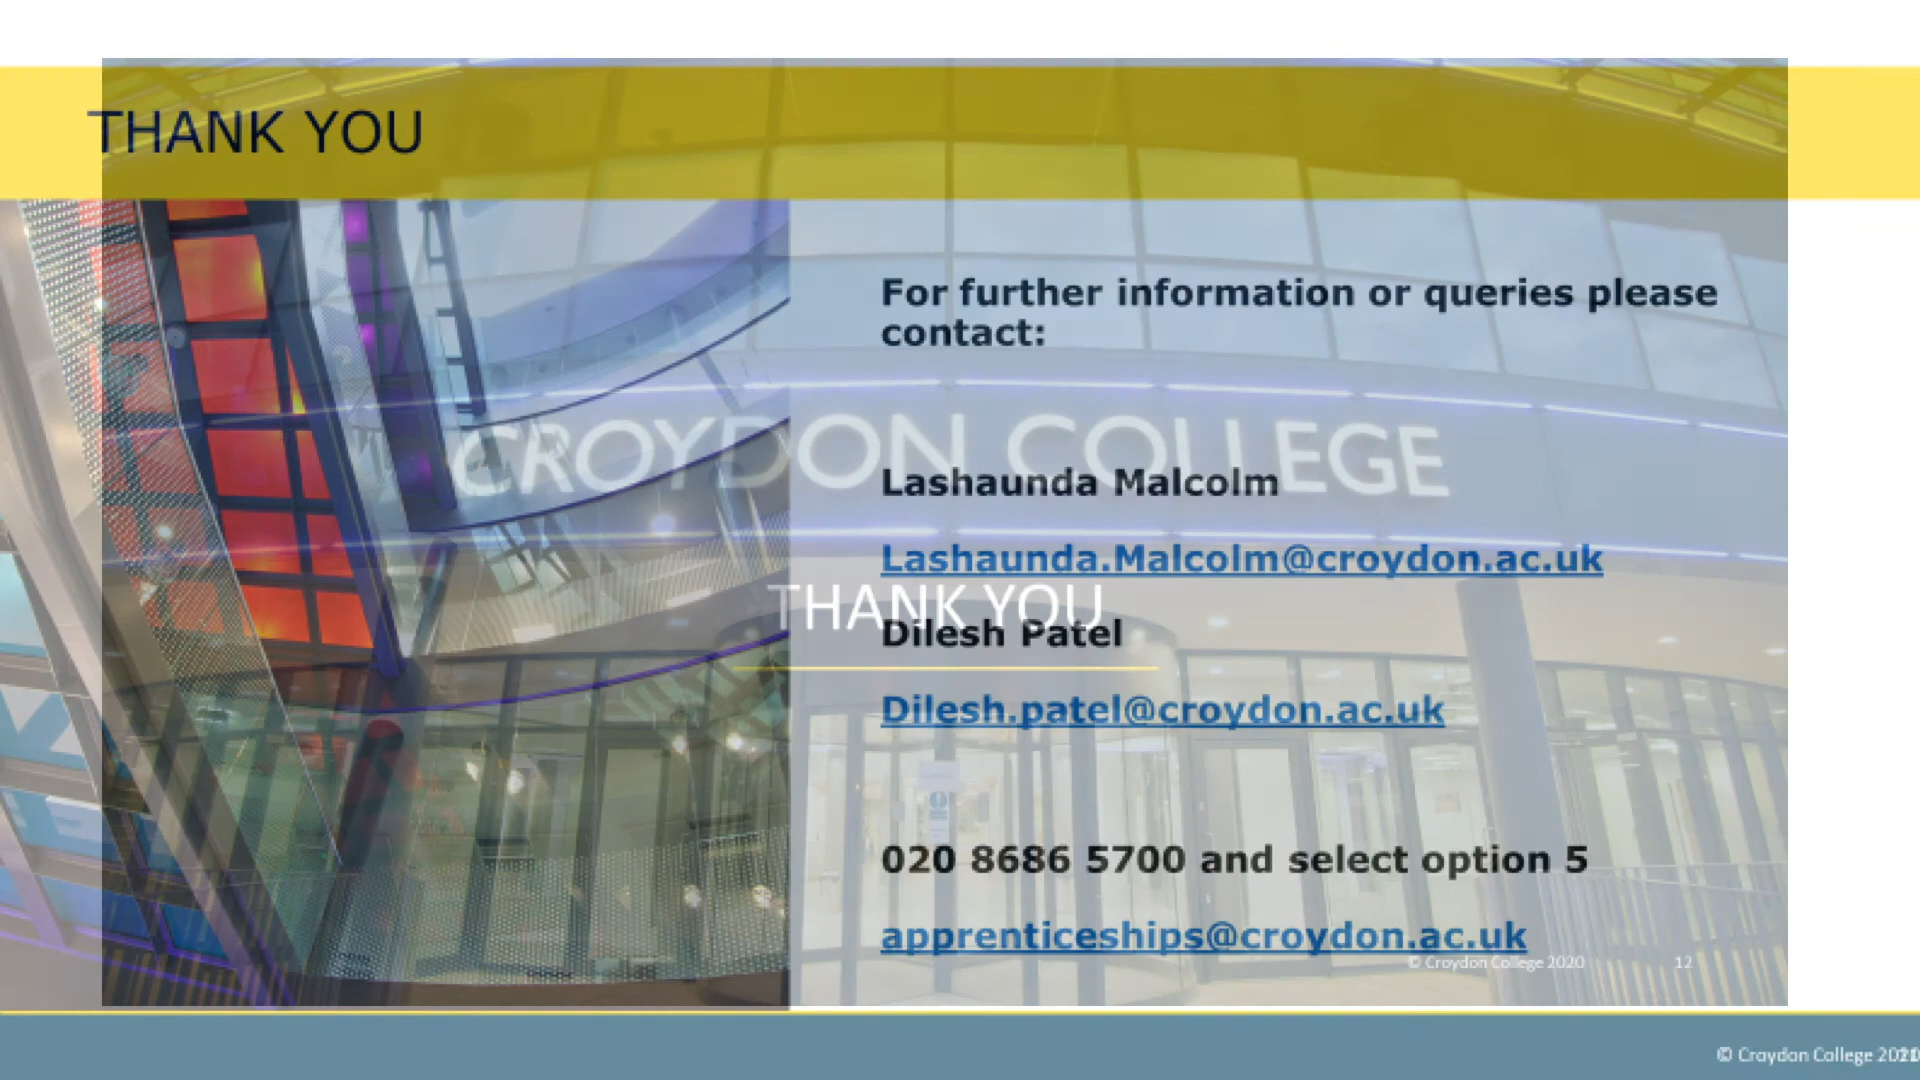 THANK YOU
For further information or queries please
contact:
CROYDON COLLEGE
Lashaunda Malcolm
Lashaunda.Malcolm@croydon.ac.uk
THANK YOU
Dilesh Patel
Dilesh.patel@croydon.ac.uk
020 8686 5700 and select option 5
apprenticeships@croydon.ac.uk
© Croydon College 2020 12
© Croydon College